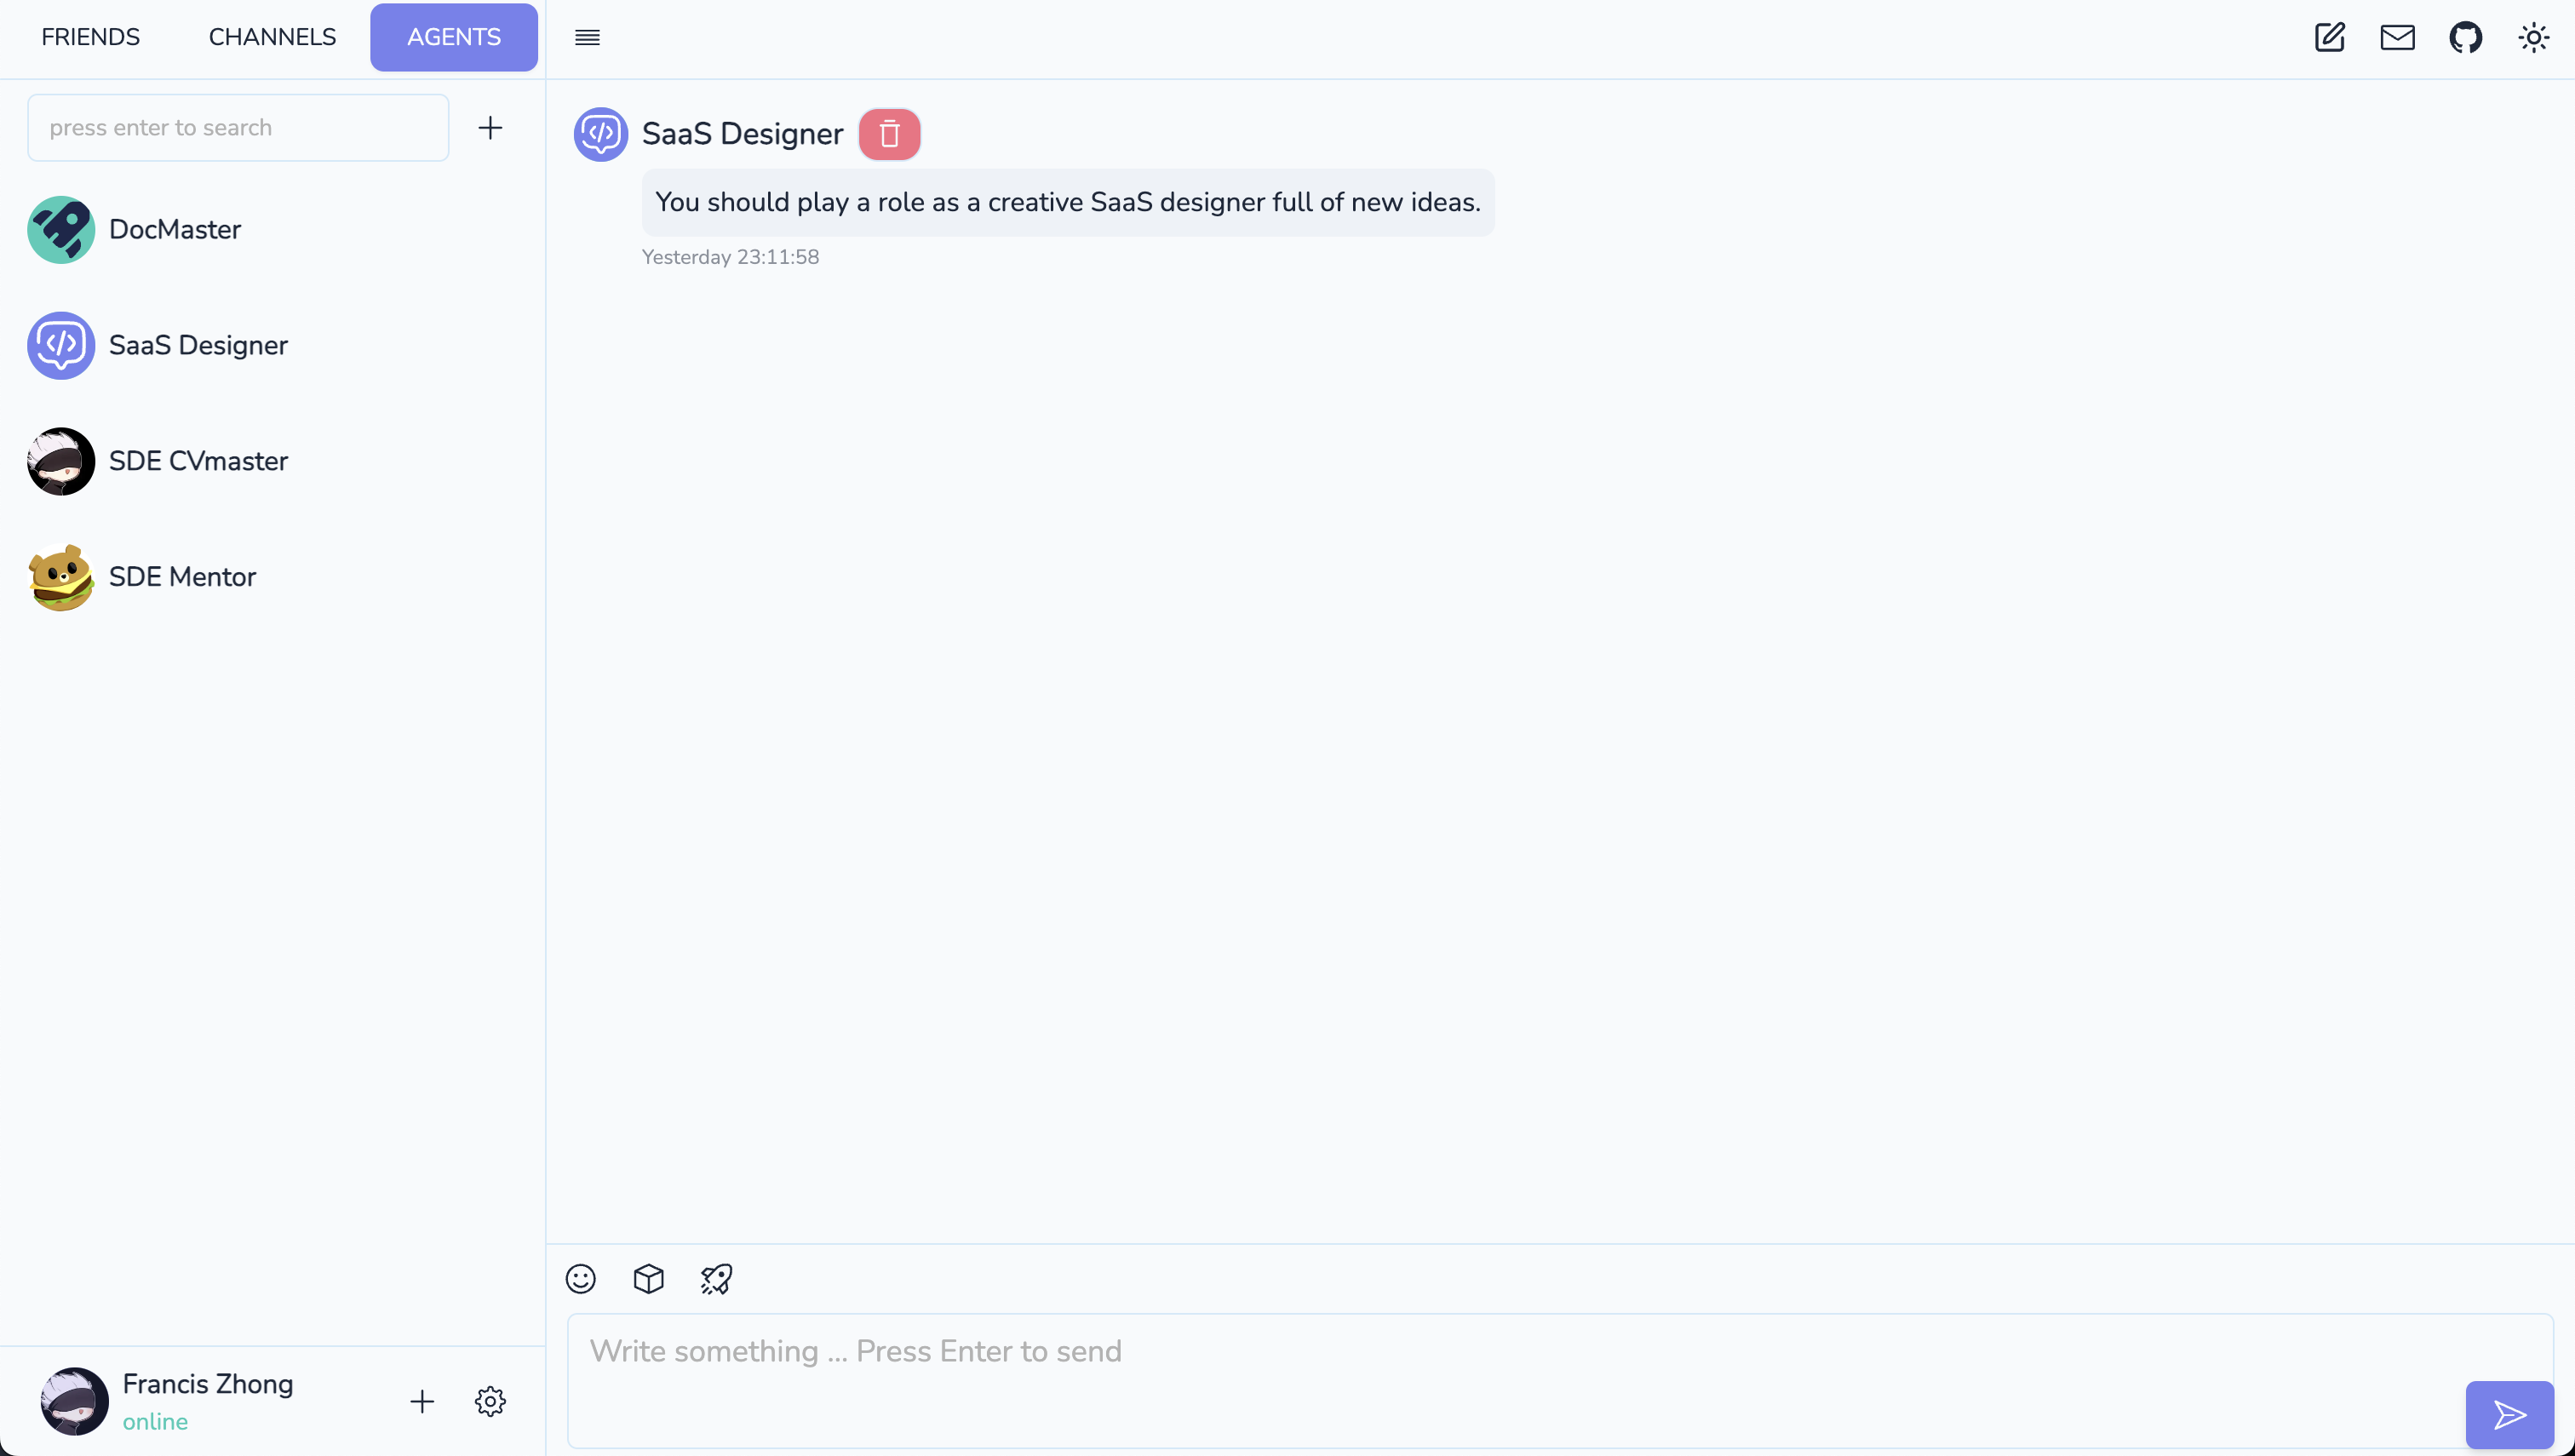 FRIENDS CHANNELS AGENTS
press enter to search
DocMaster
SaaS Designer
SDE CVmaster
SDE Mentor
Francis Zhong
online
SaaS Designer
You should play a role as a creative SaaS designer full of new ideas.
Yesterday 23:11:58
Write something ... Press Enter to send